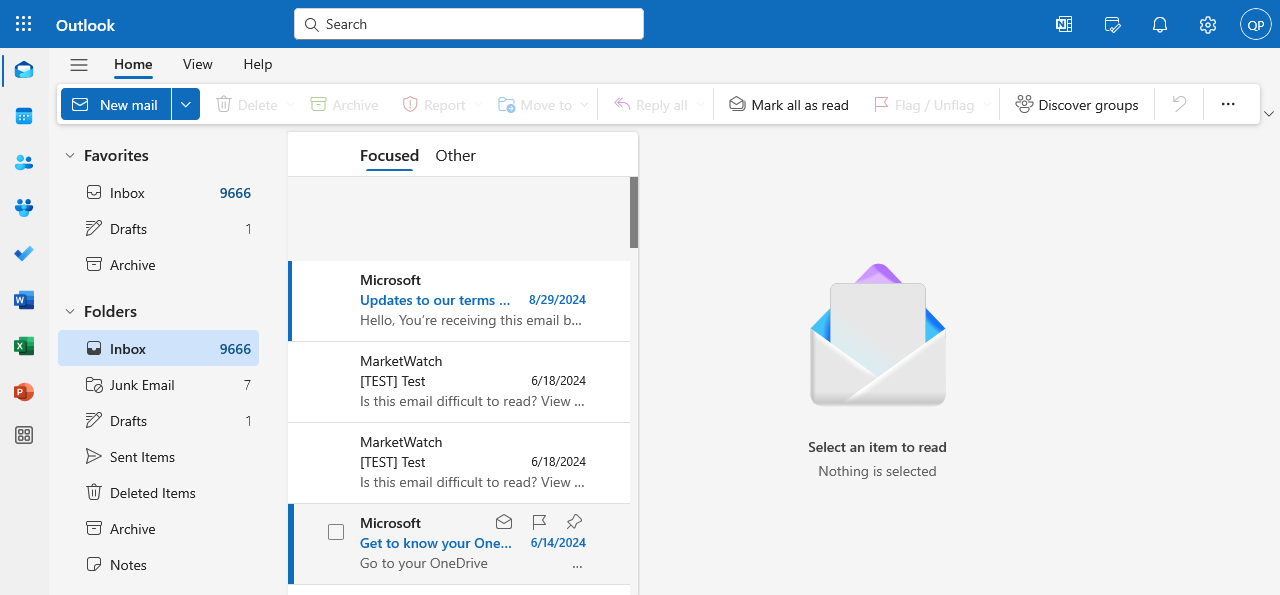 Outlook
Search
QP
Home View Help
New mail Delete Archive Report Move to Reply all Mark all as read Flag / Unflag Discover groups ...
Favorites
Inbox 9666
Drafts 1
Archive
Folders
Inbox 9666
Junk Email 7
Drafts 1
Sent Items
Deleted Items
Archive
Notes
Focused Other
Microsoft
Updates to our terms ... 8/29/2024
Hello, You're receiving this email b...
MarketWatch
[TEST] Test 6/18/2024
Is this email difficult to read? View ...
MarketWatch
[TEST] Test 6/18/2024
Is this email difficult to read? View ...
Microsoft
Get to know your One... 6/14/2024
Go to your OneDrive ...
Select an item to read
Nothing is selected